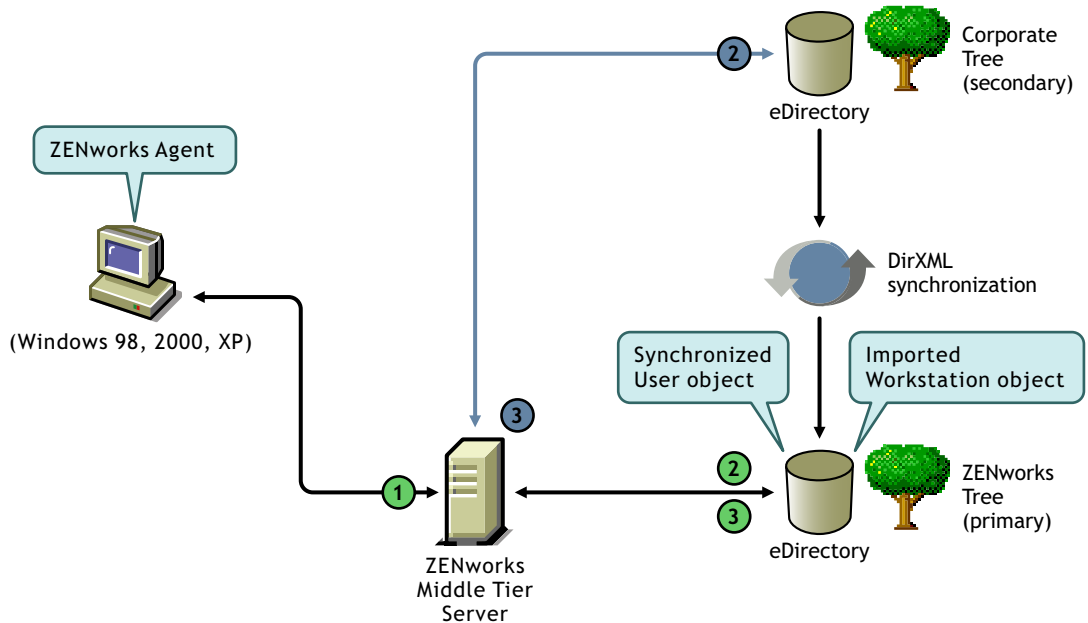 2
eDirectory
Corporate
Tree
(secondary)
ZENworks Agent
(Windows 98, 2000, XP)
DirXML
synchronization
Synchronized
User object
Imported
Workstation object
3
1
2
3
eDirectory
ZENworks
Tree
(primary)
ZENworks
Middle Tier
Server